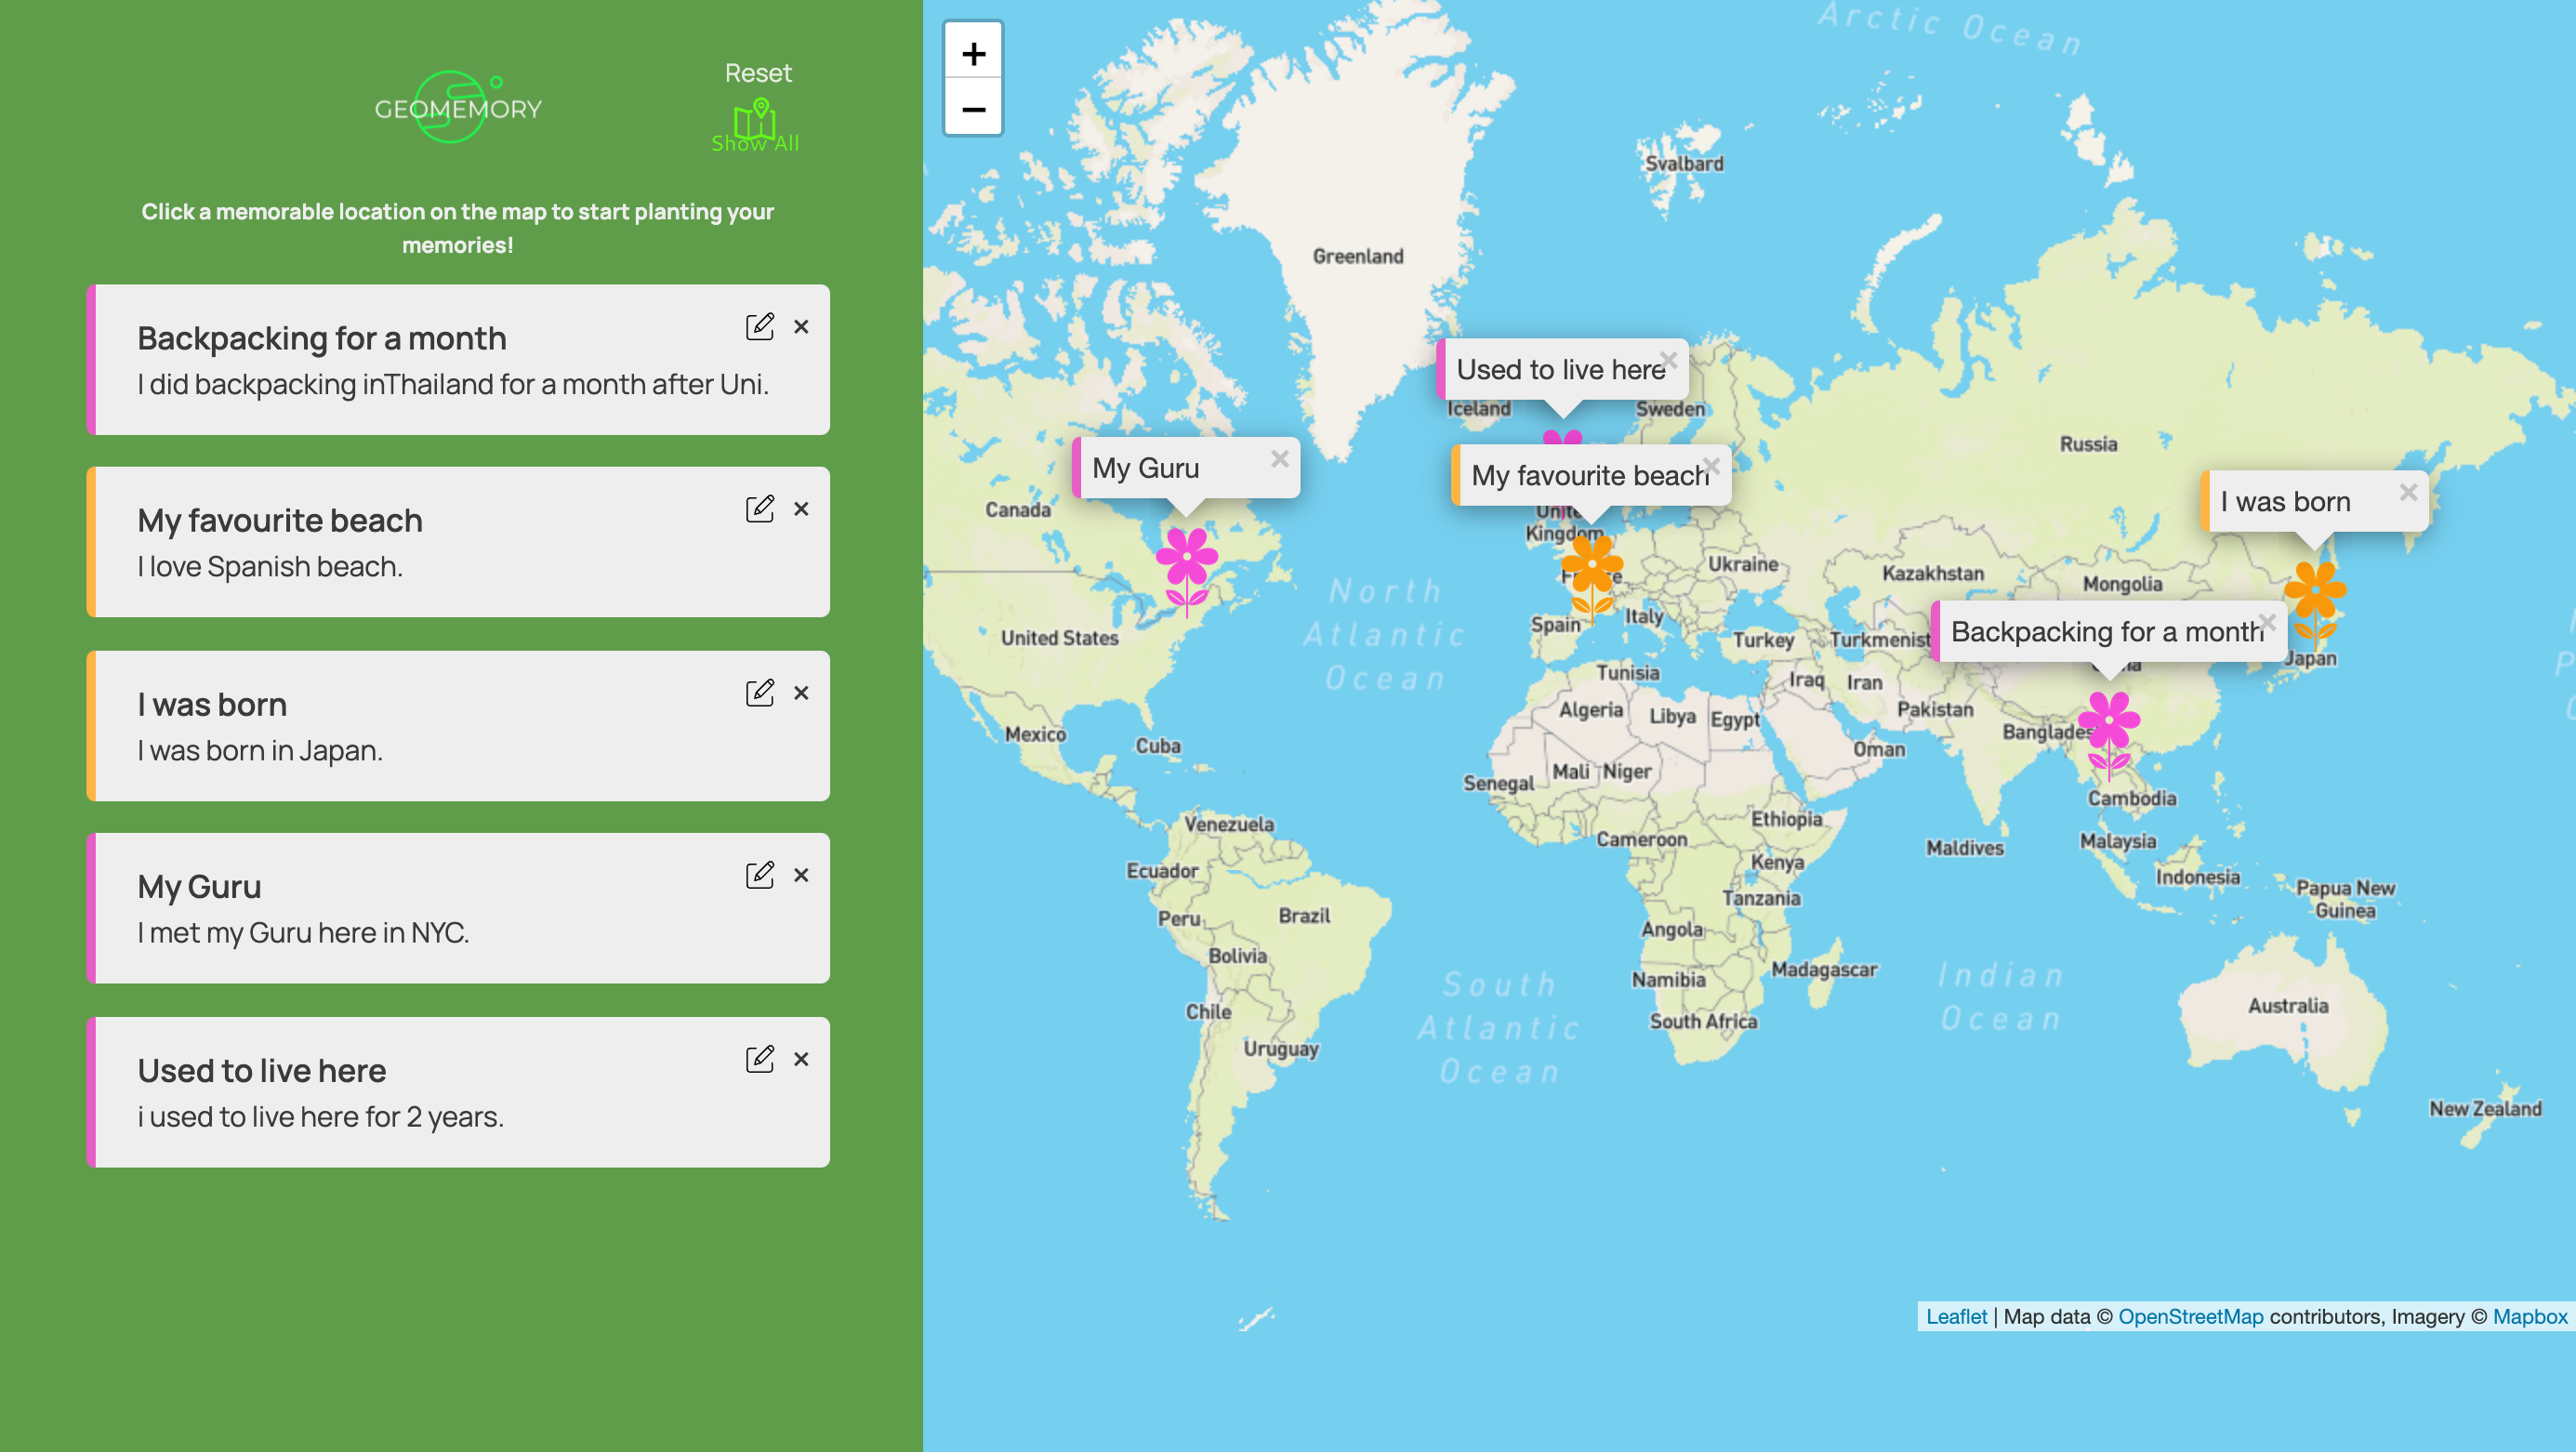 GEOMEMORY
Reset
Show All
Click a memorable location on the map to start planting your
memories!
Backpacking for a month
I did backpacking inThailand for a month after Uni.
My favourite beach
I love Spanish beach.
I was born
I was born in Japan.
My Guru
I met my Guru here in NYC.
Used to live here
i used to live here for 2 years.
+
−
Arctic Ocean
Svalbard
Greenland
Used to live here
Iceland
Sweden
Russia
My Guru
My favourite beach
I was born
Canada
Kingdom
Ukraine
Kazakhstan
Mongolia
North
Atlantic
Ocean
United States
Spain
Italy
Turkey
Turkmenist
Backpacking for a month
Japan
Tunisia
Iraq
Iran
Algeria
Libya
Egypt
Pakistan
Mexico
Cuba
Oman
Banglades
Senegal
Mali
Niger
Cambodia
Venezuela
Ethiopia
Cameroon
Kenya
Maldives
Malaysia
Ecuador
Indonesia
Tanzania
Papua New
Guinea
Peru
Brazil
Angola
Bolivia
Namibia
Madagascar
South
Atlantic
Ocean
Indian
Ocean
Chile
South Africa
Australia
Uruguay
New Zealand
Leaflet | Map data © OpenStreetMap contributors, Imagery © Mapbox